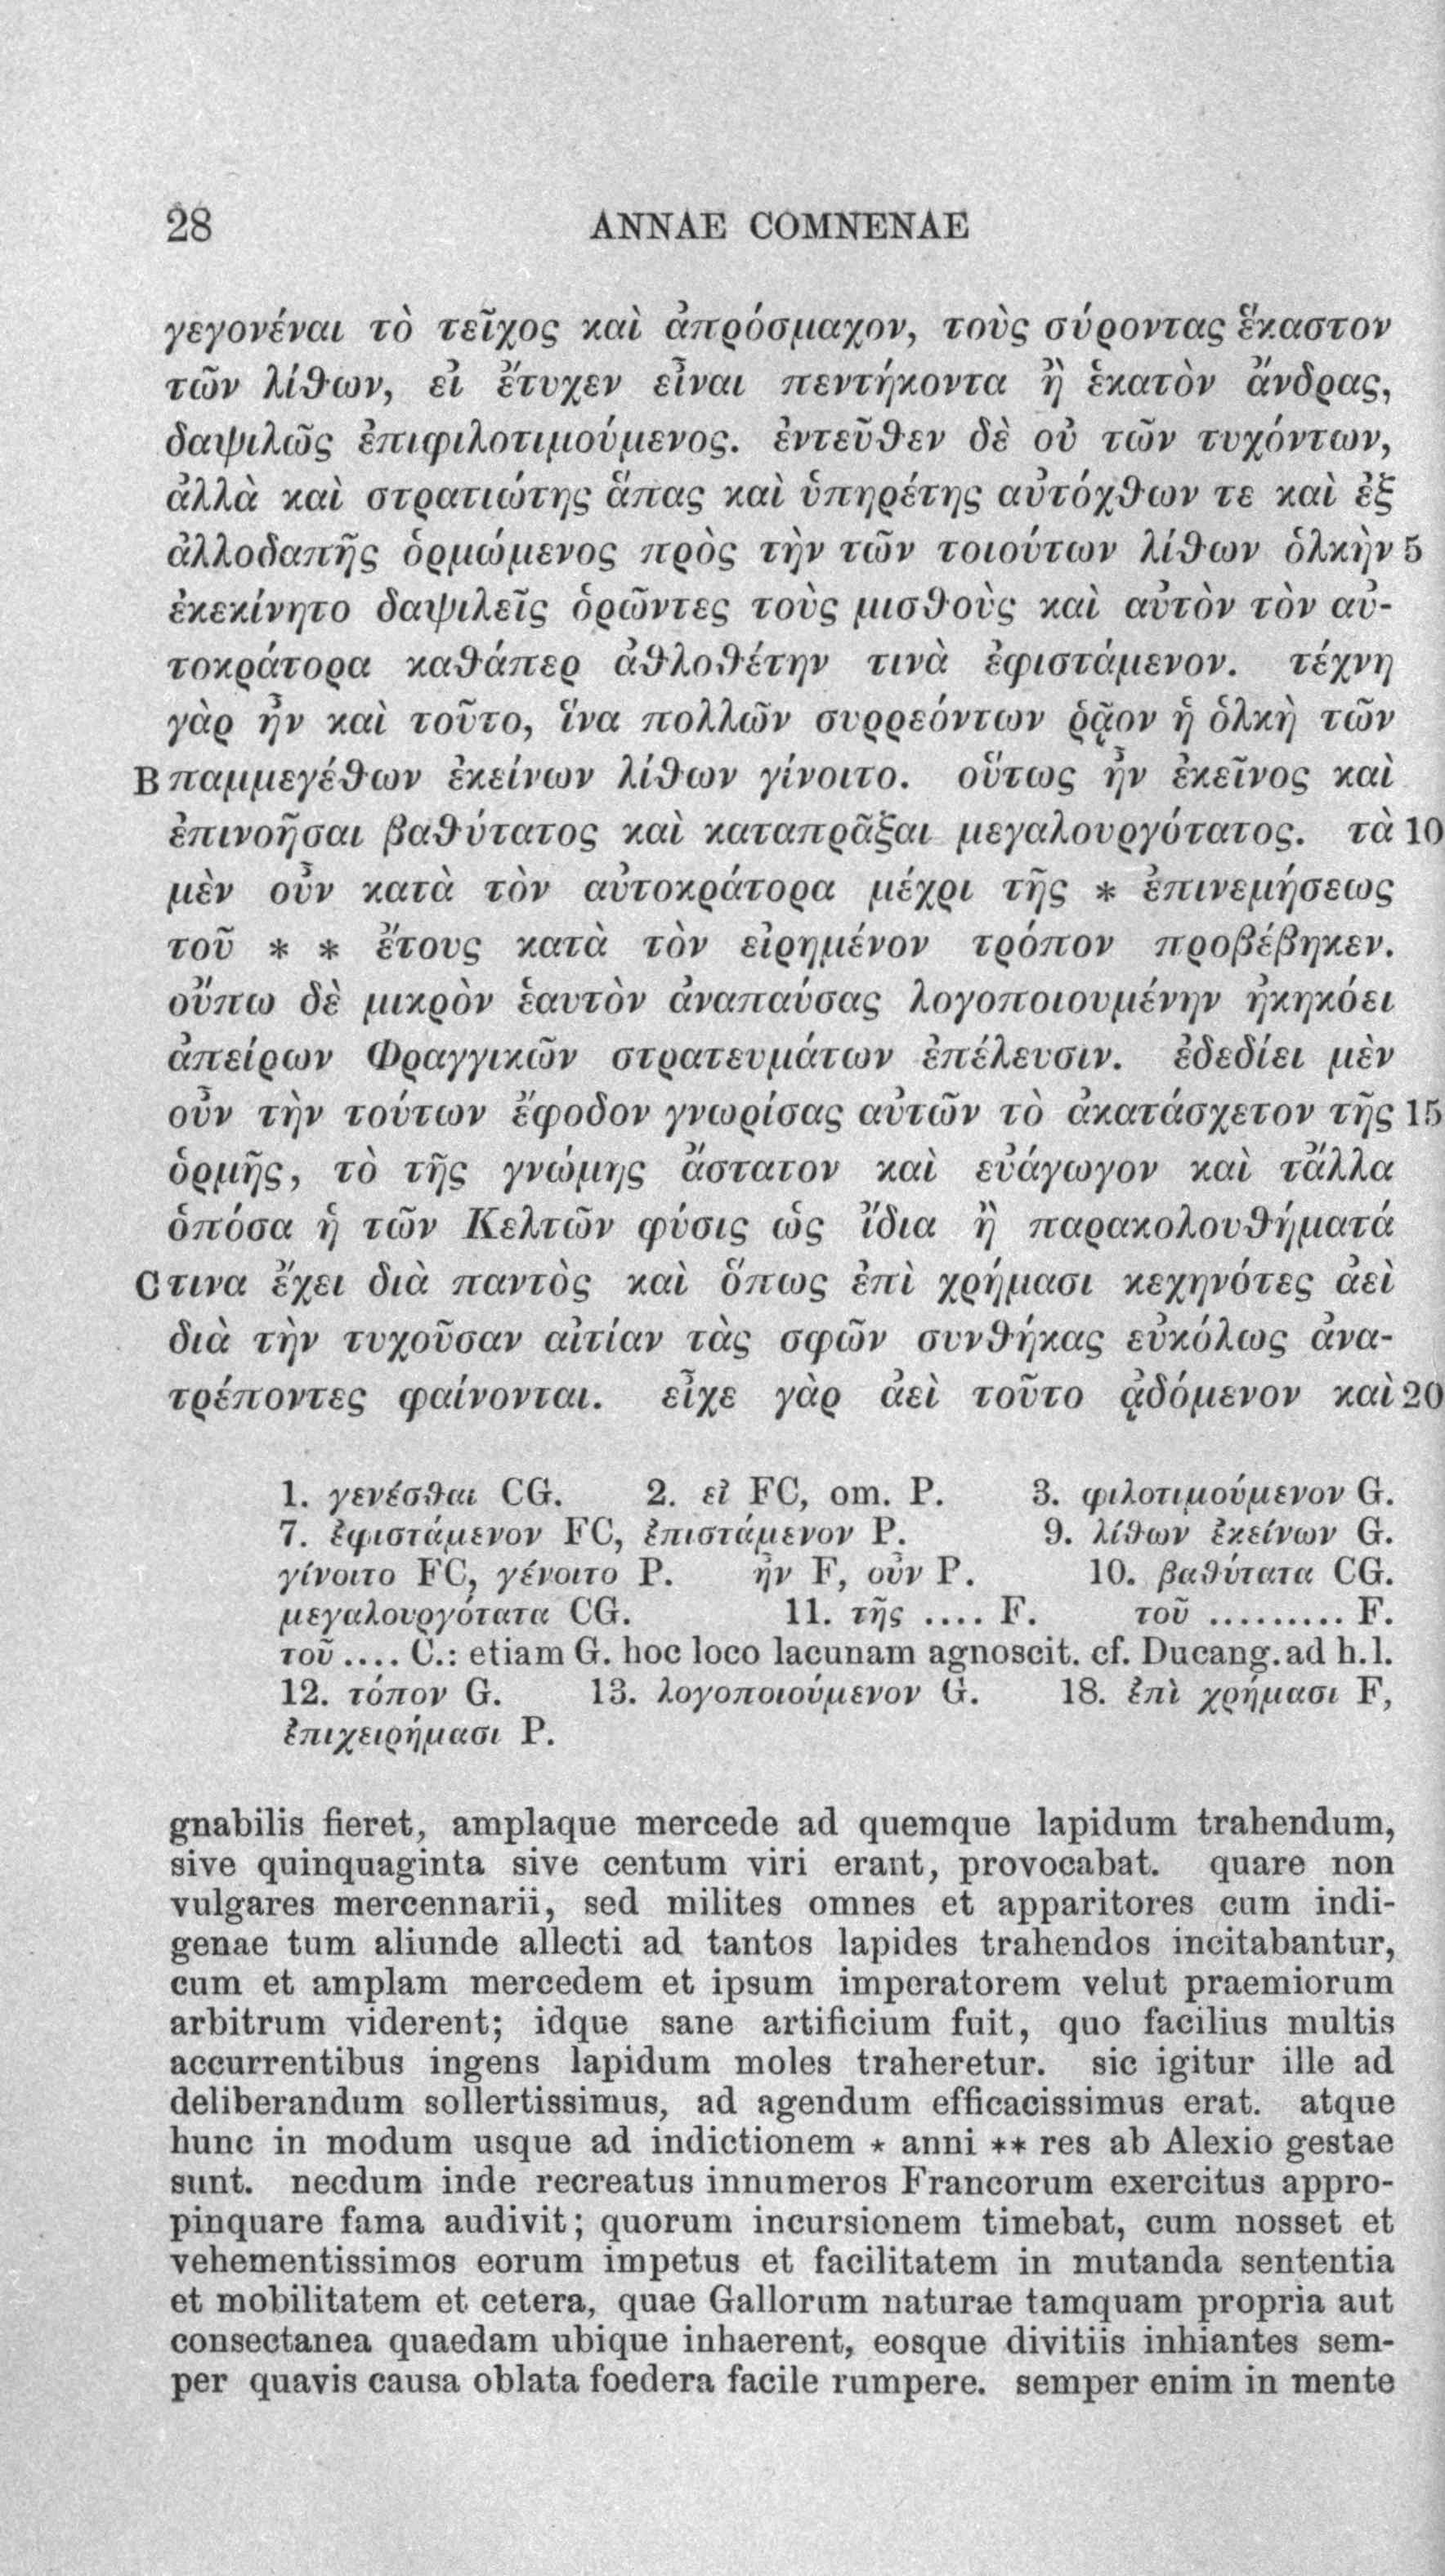 28 ANNAE COMNENAE
γεγονέναι τὸ τεῖχος καὶ ἀπρόσμαχον, τοὺς σύροντας ἕκαστον
τῶν λίθων, εἰ ἔτυχεν εἶναι πεντήκοντα ἢ ἑκατὸν ἄνδρας,
δαψιλῶς ἐπιφιλοτιμούμενος. ἐντεῦθεν δὲ οὐ τῶν τυχόντων,
ἀλλὰ καὶ στρατιώτης ἅπας καὶ ὑπηρέτης αὐτόχθων τε καὶ ἐξ
ἀλλοδαπῆς ὁρμώμενος πρὸς τὴν τῶν τοιούτων λίθων ὁλκὴν 5
ἐκεκίνητο δαψιλεῖς ὁρῶντες τοὺς μισθοὺς καὶ αὐτὸν τὸν αὐ-
τοκράτορα καθάπερ ἀθλοθέτην τινὰ ἐφιστάμενον. τέχνη
γὰρ ἦν καὶ τοῦτο, ἵνα πολλῶν συρρεόντων ῥᾷον ἡ ὁλκὴ τῶν
B παμμεγέθων ἐκείνων λίθων γίνοιτο. οὕτως ἦν ἐκεῖνος καὶ
ἐπινοῆσαι βαθύτατος καὶ καταπρᾶξαι μεγαλουργότατος. τὰ 10
μὲν οὖν κατὰ τὸν αὐτοκράτορα μέχρι τῆς * ἐπινεμήσεως
τοῦ * * ἔτους κατὰ τὸν εἰρημένον τρόπον προβέβηκεν.
οὔπω δὲ μικρὸν ἑαυτὸν ἀναπαύσας λογοποιουμένην ἠκηκόει
ἀπείρων Φραγγικῶν στρατευμάτων ἐπέλευσιν. ἐδεδίει μὲν
οὖν τὴν τούτων ἔφοδον γνωρίσας αὐτῶν τὸ ἀκατάσχετον τῆς 15
ὁρμῆς, τὸ τῆς γνώμης ἄστατον καὶ εὐάγωγον καὶ τἄλλα
ὁπόσα ἡ τῶν Κελτῶν φύσις ὡς ἴδια ἢ παρακολουθήματά
C τινα ἔχει διὰ παντὸς καὶ ὅπως ἐπὶ χρήμασι κεχηνότες ἀεὶ
διὰ τὴν τυχοῦσαν αἰτίαν τὰς σφῶν συνθήκας εὐκόλως ἀνα-
τρέποντες φαίνονται. εἶχε γὰρ ἀεὶ τοῦτο ᾀδόμενον καὶ 20
1. γενέσθαι CG. 2. εἰ FC, om. P. 3. φιλοτιμούμενον G.
7. ἐφιστάμενον FC, ἐπιστάμενον P. 9. λίθων ἐκείνων G.
γίνοιτο FC, γένοιτο P. ἦν F, οὖν P. 10. βαθύτατα CG.
μεγαλουργότατα CG. 11. τῆς .... F. τοῦ ......... F.
τοῦ .... C.: etiam G. hoc loco lacunam agnoscit. cf. Ducang. ad h. l.
12. τόπον G. 13. λογοποιούμενον G. 18. ἐπὶ χρήμασι F,
ἐπιχειρήμασι P.
gnabilis fieret, amplaque mercede ad quemque lapidum trahendum,
sive quinquaginta sive centum viri erant, provocabat. quare non
vulgares mercennarii, sed milites omnes et apparitores cum indi-
genae tum aliunde allecti ad tantos lapides trahendos incitabantur,
cum et amplam mercedem et ipsum imperatorem velut praemiorum
arbitrum viderent; idque sane artificium fuit, quo facilius multis
accurrentibus ingens lapidum moles traheretur. sic igitur ille ad
deliberandum sollertissimus, ad agendum efficacissimus erat. atque
hunc in modum usque ad indictionem * anni ** res ab Alexio gestae
sunt. necdum inde recreatus innumeros Francorum exercitus appro-
pinquare fama audivit; quorum incursionem timebat, cum nosset et
vehementissimos eorum impetus et facilitatem in mutanda sententia
et mobilitatem et cetera, quae Gallorum naturae tamquam propria aut
consectanea quaedam ubique inhaerent, eosque divitiis inhiantes sem-
per quavis causa oblata foedera facile rumpere. semper enim in mente